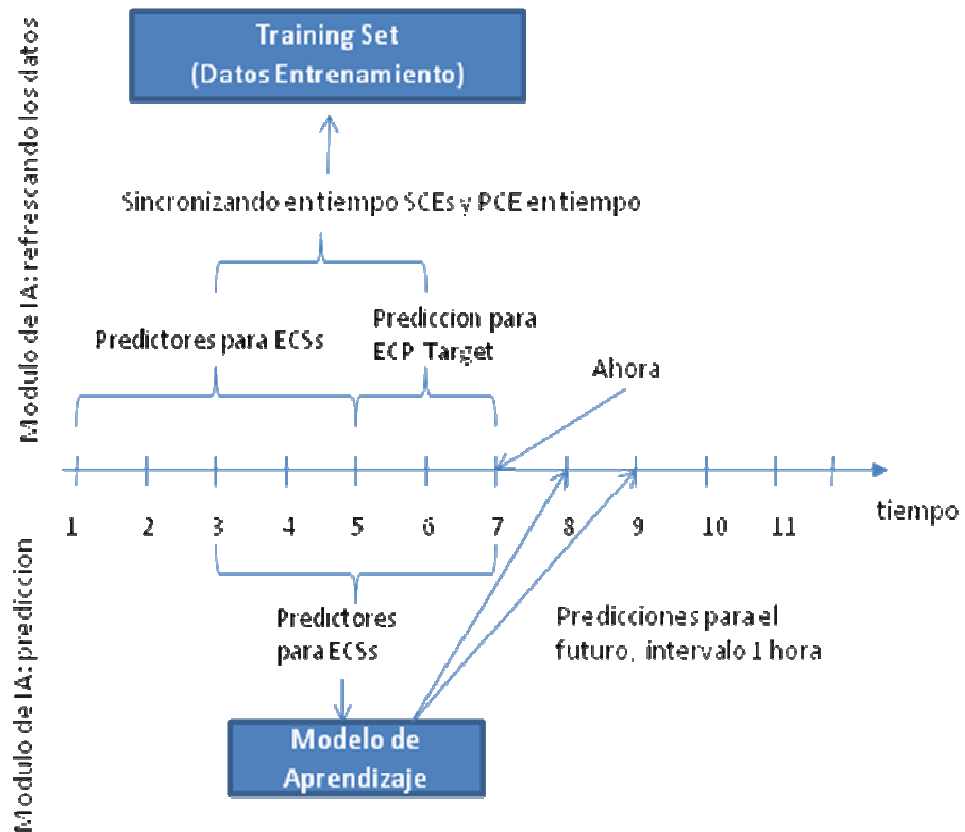 Training Set
(Datos Entrenamiento)
Modulo de IA: refrescando los datos
Sincronizando en tiempo SCEs y PCE en tiempo
Predictores para ECSs
Prediccion para
ECP Target
Ahora
tiempo
1 2 3 4 5 6 7 8 9 10 11
Modulo de IA: prediccion
Predictores
para ECSs
Predicciones para el
futuro, intervalo 1 hora
Modelo de
Aprendizaje